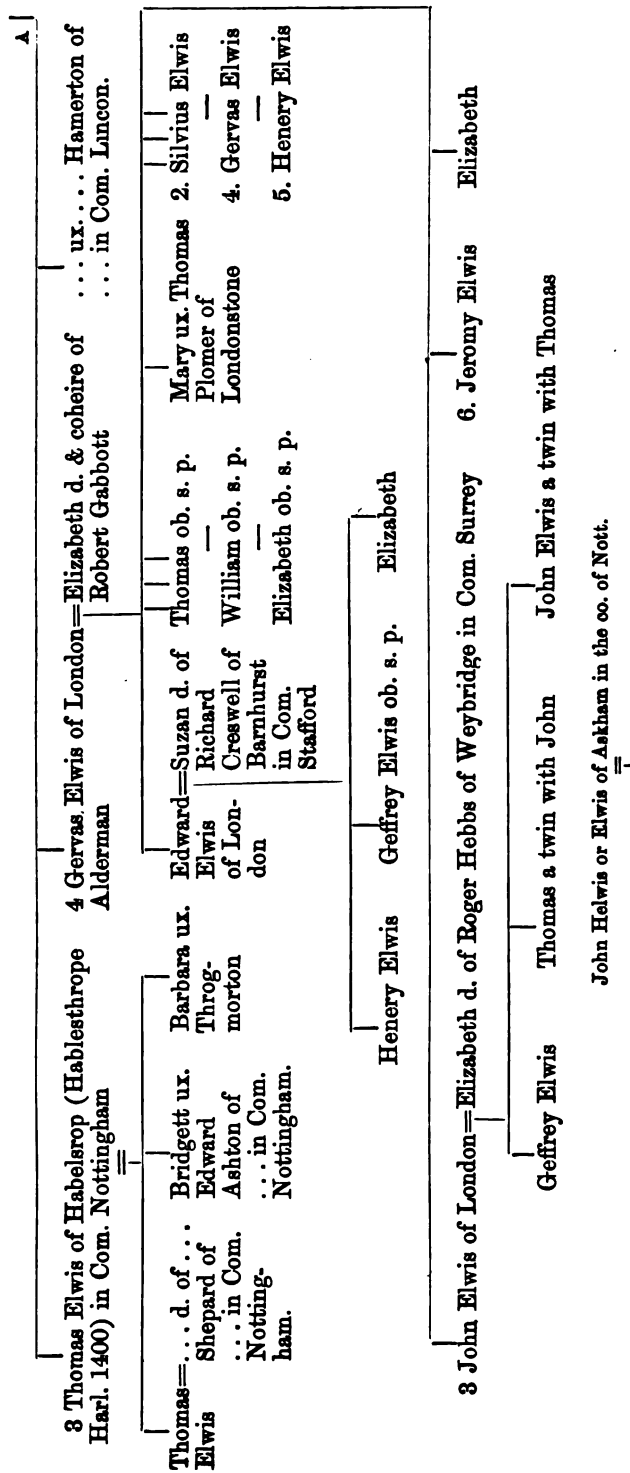 A
3 Thomas Elwis of Habelsrop (Hablesthrope
Harl. 1400) in Com. Nottingham
4 Gervas Elwis of London=Elizabeth d. & coheire of
Alderman
Robert Gabbott
... ux.... Hamerton of
... in Com. Lincon.
Thomas=... d. of...
Elwis
Shepard of
... in Com.
Notting-
ham.
Bridgett ux.
Edward
Ashton of
... in Com.
Nottingham.
Barbara ux.
Throg-
morton
Edward=Suzan d. of
Elwis
of Lon-
don
Richard
Creswell of
Barnhurst
in Com.
Stafford
Thomas ob. s. p.
William ob. s. p.
Elizabeth ob. s. p.
Mary ux. Thomas
Plomer of
Londonstone
2. Silvius Elwis
4. Gervas Elwis
5. Henery Elwis
Henery Elwis
Geffrey Elwis ob. s. p.
Elizabeth
3 John Elwis of London=Elizabeth d. of Roger Hebbs of Weybridge in Com. Surrey
6. Jeromy Elwis
Elizabeth
Geffrey Elwis
Thomas a twin with John
John Elwis a twin with Thomas
John Helwis or Elwis of Askham in the co. of Nott.
=